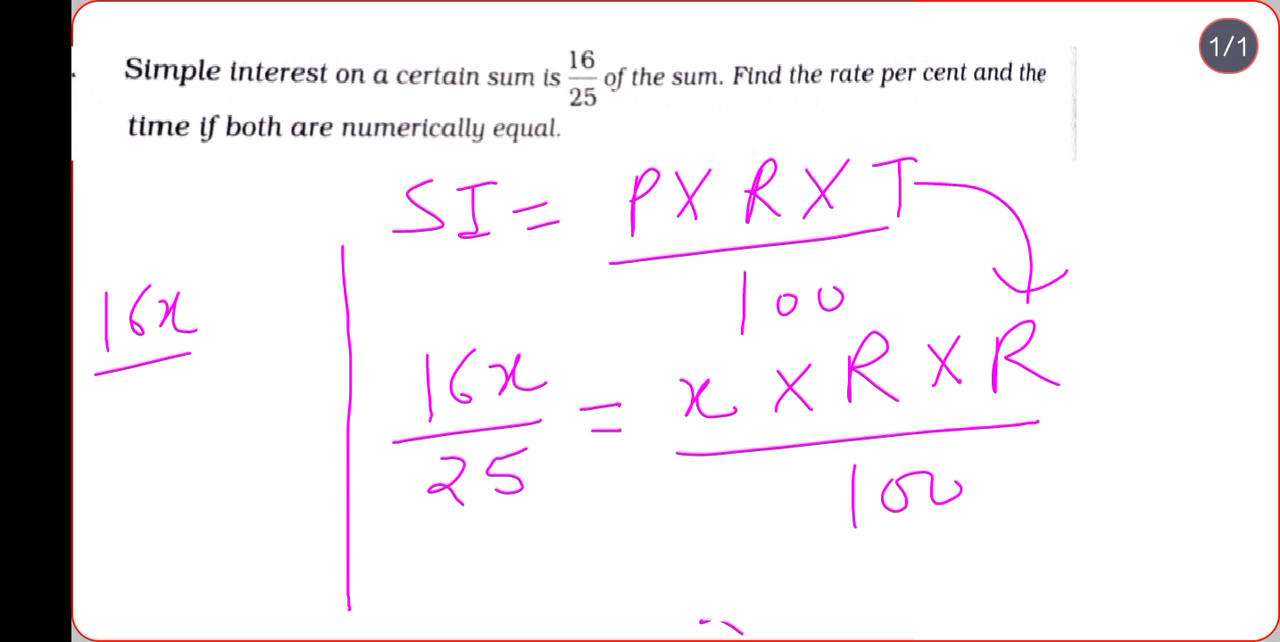 1/1
Simple interest on a certain sum is 16/25 of the sum. Find the rate per cent and the
time if both are numerically equal.
SI = P X R X T
100
16x
16x = x X R X R
25 100